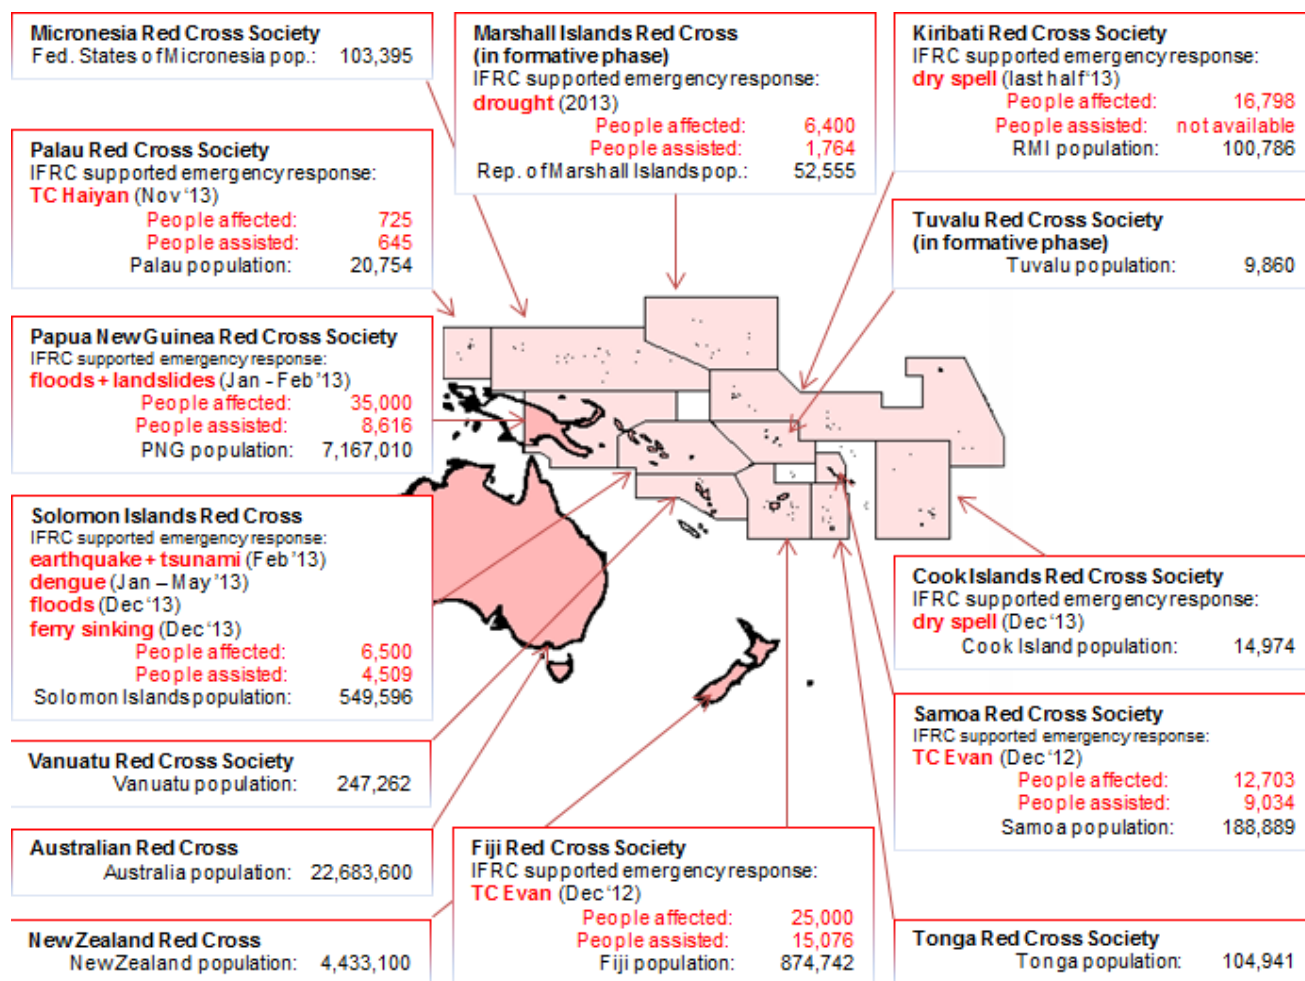 Micronesia Red Cross Society
Fed. States of Micronesia pop.: 103,395
Marshall Islands Red Cross
(in formative phase)
IFRC supported emergency response:
drought (2013)
People affected: 6,400
People assisted: 1,764
Rep. of Marshall Islands pop.: 52,555
Kiribati Red Cross Society
IFRC supported emergency response:
dry spell (last half ‘13)
People affected: 16,798
People assisted: not available
RMI population: 100,786
Palau Red Cross Society
IFRC supported emergency response:
TC Haiyan (Nov ‘13)
People affected: 725
People assisted: 645
Palau population: 20,754
Tuvalu Red Cross Society
(in formative phase)
Tuvalu population: 9,860
Papua New Guinea Red Cross Society
IFRC supported emergency response:
floods + landslides (Jan - Feb ’13)
People affected: 35,000
People assisted: 8,616
PNG population: 7,167,010
Solomon Islands Red Cross
IFRC supported emergency response:
earthquake + tsunami (Feb ’13)
dengue (Jan – May ’13)
floods (Dec ‘13)
ferry sinking (Dec ‘13)
People affected: 6,500
People assisted: 4,509
Solomon Islands population: 549,596
Cook Islands Red Cross Society
IFRC supported emergency response:
dry spell (Dec ‘13)
Cook Island population: 14,974
Samoa Red Cross Society
IFRC supported emergency response:
TC Evan (Dec ‘12)
People affected: 12,703
People assisted: 9,034
Samoa population: 188,889
Vanuatu Red Cross Society
Vanuatu population: 247,262
Australian Red Cross
Australia population: 22,683,600
Fiji Red Cross Society
IFRC supported emergency response:
TC Evan (Dec ‘12)
People affected: 25,000
People assisted: 15,076
Fiji population: 874,742
New Zealand Red Cross
New Zealand population: 4,433,100
Tonga Red Cross Society
Tonga population: 104,941